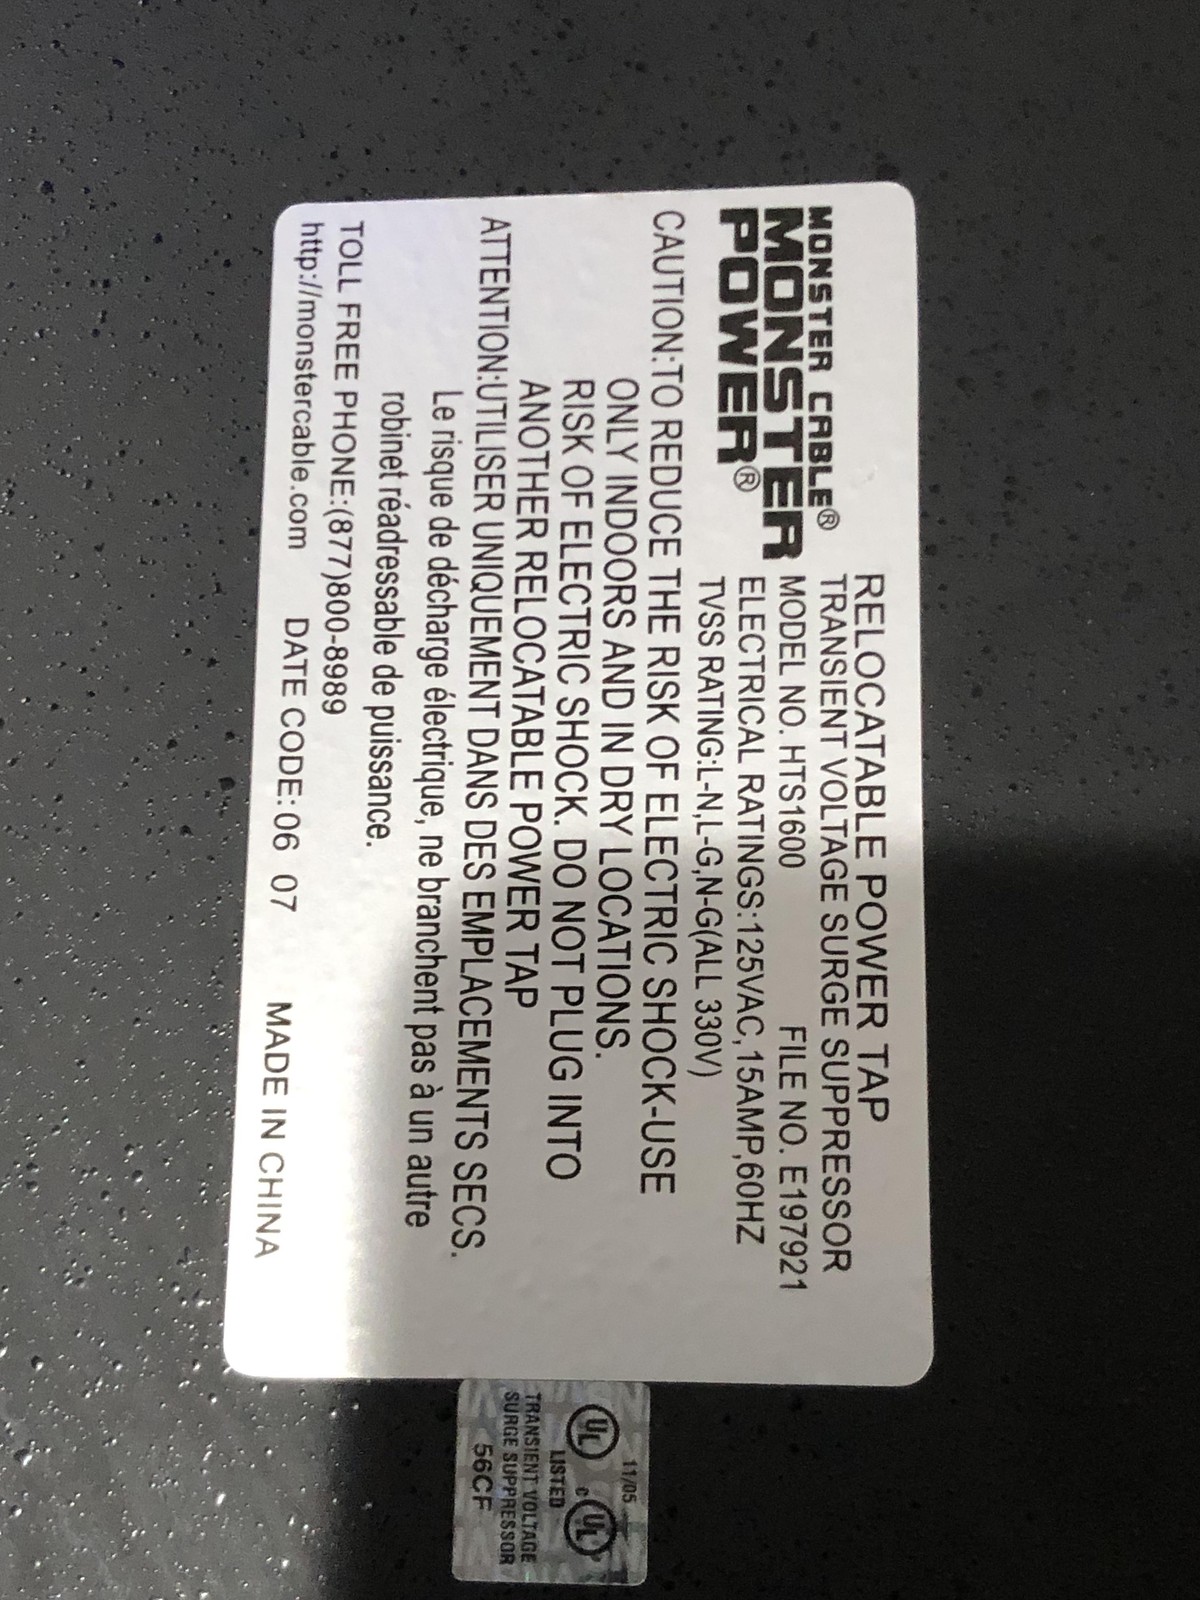 MONSTER CABLE®
MONSTER
POWER®
RELOCATABLE POWER TAP
TRANSIENT VOLTAGE SURGE SUPPRESSOR
MODEL NO. HTS1600 FILE NO. E197921
ELECTRICAL RATINGS:125VAC,15AMP,60HZ
TVSS RATING:L-N,L-G,N-G(ALL 330V)
CAUTION:TO REDUCE THE RISK OF ELECTRIC SHOCK-USE
ONLY INDOORS AND IN DRY LOCATIONS.
RISK OF ELECTRIC SHOCK. DO NOT PLUG INTO
ANOTHER RELOCATABLE POWER TAP
ATTENTION:UTILISER UNIQUEMENT DANS DES EMPLACEMENTS SECS.
Le risque de décharge électrique, ne branchent pas à un autre
robinet réadressable de puissance.
TOLL FREE PHONE:(877)800-8989
http://monstercable.com DATE CODE: 06 07 MADE IN CHINA
11/05
UL c UL
LISTED
TRANSIENT VOLTAGE
SURGE SUPPRESSOR
56CF